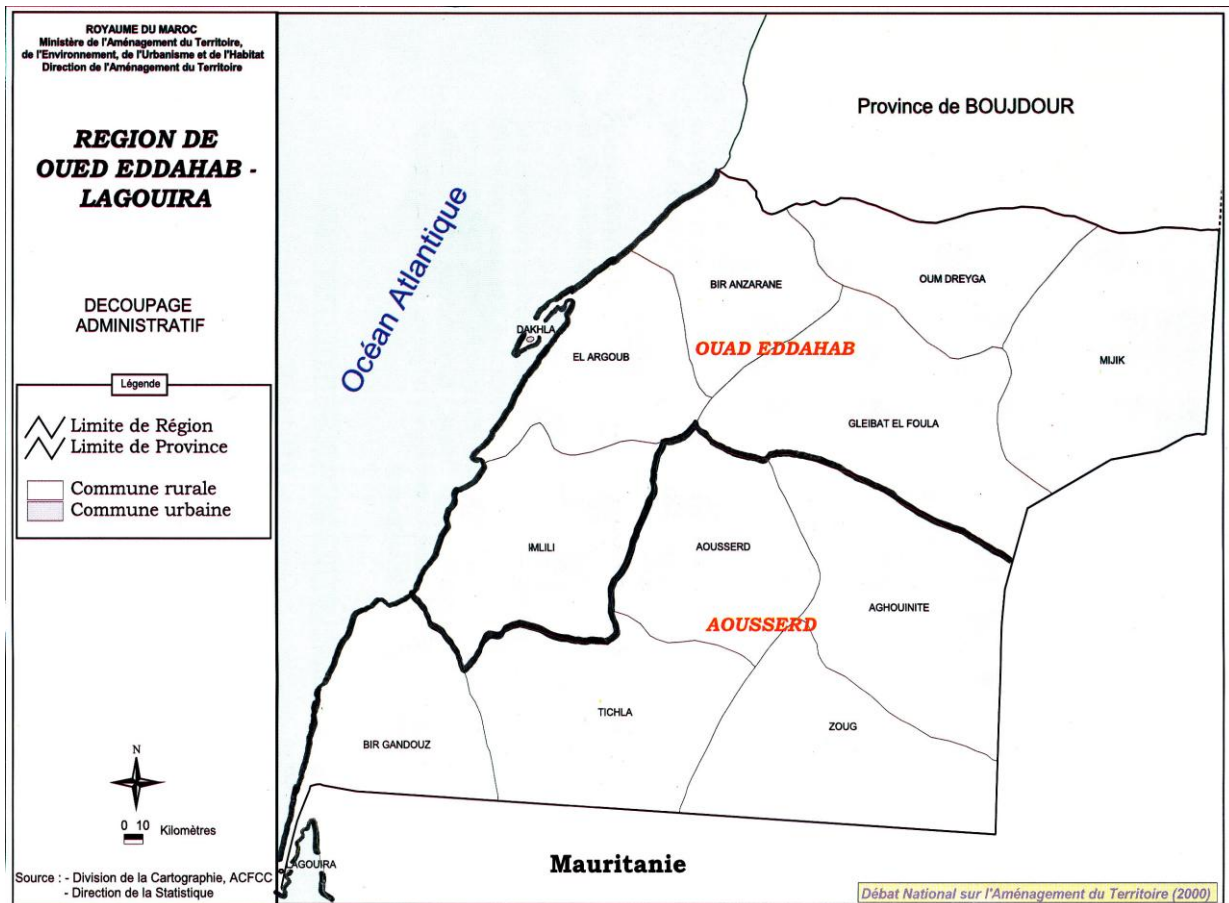 ROYAUME DU MAROC
Ministère de l'Aménagement du Territoire,
de l'Environnement, de l'Urbanisme et de l'Habitat
Direction de l'Aménagement du Territoire
REGION DE
OUED EDDAHAB -
LAGOUIRA
DECOUPAGE
ADMINISTRATIF
Légende
Limite de Région
Limite de Province
Commune rurale
Commune urbaine
N
0 10 Kilomètres
Source : - Division de la Cartographie, ACFCC
- Direction de la Statistique
Province de BOUJDOUR
Océan Atlantique
OUM DREYGA
BIR ANZARANE
DAKHLA
OUAD EDDAHAB
EL ARGOUB
MIJIK
GLEIBAT EL FOULA
IMLILI
AOUSSERD
AGHOUINITE
AOUSSERD
TICHLA
ZOUG
BIR GANDOUZ
LAGOUIRA
Mauritanie
Débat National sur l'Aménagement du Territoire (2000)